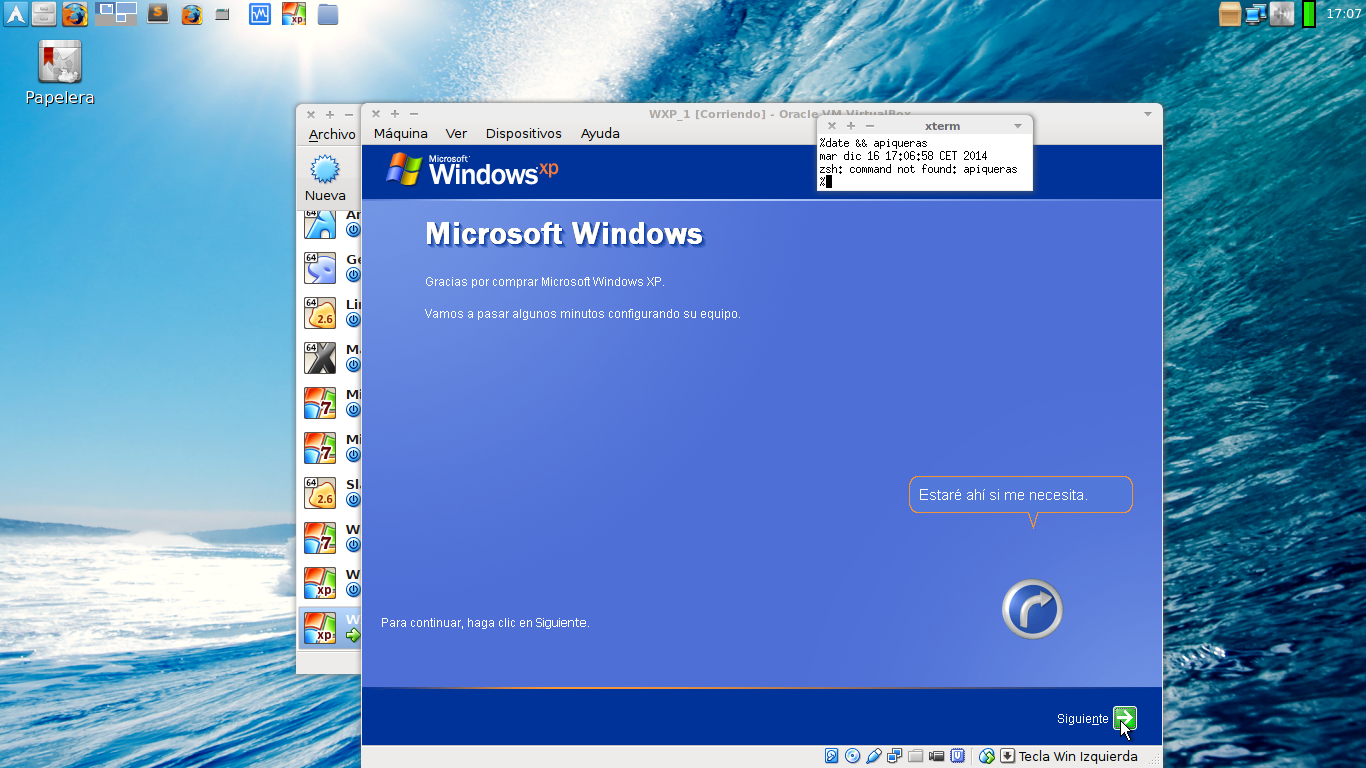 17:07
Papelera
WXP_1 [Corriendo] - Oracle VM VirtualBox
Archivo
Máquina Ver Dispositivos Ayuda
xterm
%date && apiqueras
mar dic 16 17:06:58 CET 2014
zsh: command not found: apiqueras
%
Microsoft
Windows xp
Nueva
64 Ar
64 Ge
64 Lin
2.6
64 Ma
7 Mi
7 Mi
Sl
2.6
7 W
xp W
xp W
Microsoft Windows
Gracias por comprar Microsoft Windows XP.
Vamos a pasar algunos minutos configurando su equipo.
Estaré ahí si me necesita.
Para continuar, haga clic en Siguiente.
Siguiente
Tecla Win Izquierda